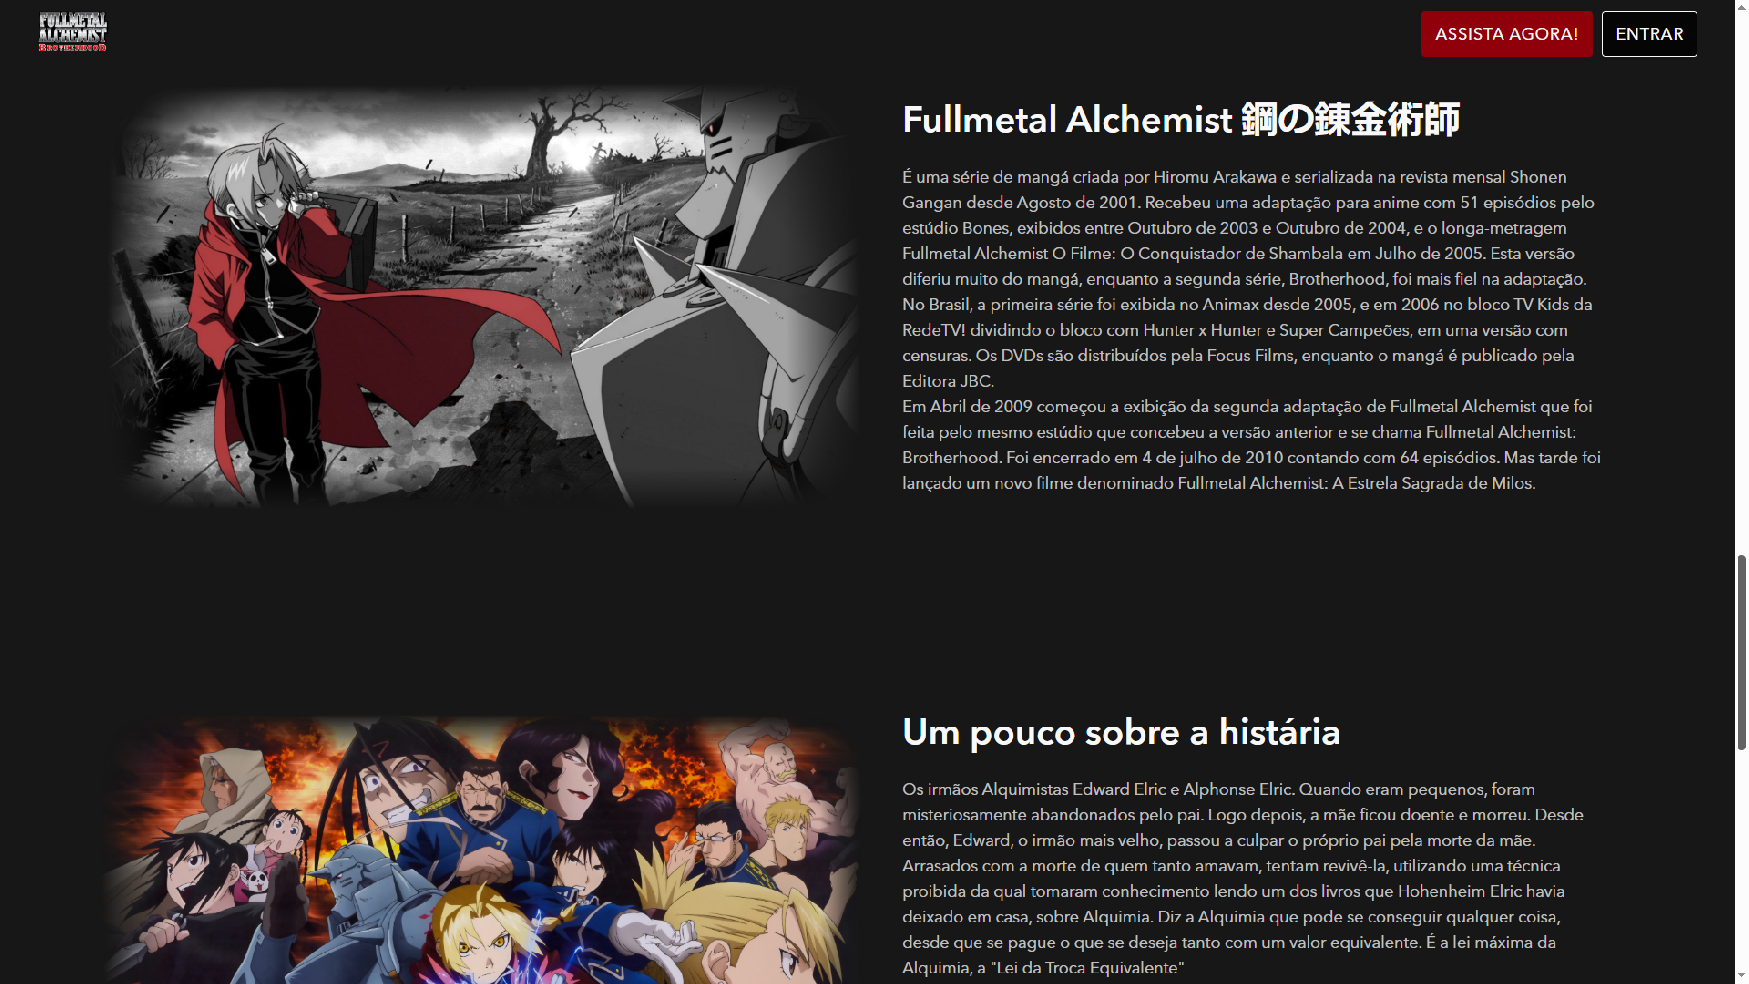 FULLMETAL
ALCHEMIST
BROTHERHOOD
ASSISTA AGORA!
ENTRAR
Fullmetal Alchemist 鋼の錬金術師
É uma série de mangá criada por Hiromu Arakawa e serializada na revista mensal Shonen
Gangan desde Agosto de 2001. Recebeu uma adaptação para anime com 51 episódios pelo
estúdio Bones, exibidos entre Outubro de 2003 e Outubro de 2004, e o longa-metragem
Fullmetal Alchemist O Filme: O Conquistador de Shambala em Julho de 2005. Esta versão
diferiu muito do mangá, enquanto a segunda série, Brotherhood, foi mais fiel na adaptação.
No Brasil, a primeira série foi exibida no Animax desde 2005, e em 2006 no bloco TV Kids da
RedeTV! dividindo o bloco com Hunter x Hunter e Super Campeões, em uma versão com
censuras. Os DVDs são distribuídos pela Focus Films, enquanto o mangá é publicado pela
Editora JBC.
Em Abril de 2009 começou a exibição da segunda adaptação de Fullmetal Alchemist que foi
feita pelo mesmo estúdio que concebeu a versão anterior e se chama Fullmetal Alchemist:
Brotherhood. Foi encerrado em 4 de julho de 2010 contando com 64 episódios. Mas tarde foi
lançado um novo filme denominado Fullmetal Alchemist: A Estrela Sagrada de Milos.
Um pouco sobre a histária
Os irmãos Alquimistas Edward Elric e Alphonse Elric. Quando eram pequenos, foram
misteriosamente abandonados pelo pai. Logo depois, a mãe ficou doente e morreu. Desde
então, Edward, o irmão mais velho, passou a culpar o próprio pai pela morte da mãe.
Arrasados com a morte de quem tanto amavam, tentam revivê-la, utilizando uma técnica
proibida da qual tomaram conhecimento lendo um dos livros que Hohenheim Elric havia
deixado em casa, sobre Alquimia. Diz a Alquimia que pode se conseguir qualquer coisa,
desde que se pague o que se deseja tanto com um valor equivalente. É a lei máxima da
Alquimia, a "Lei da Troca Equivalente"